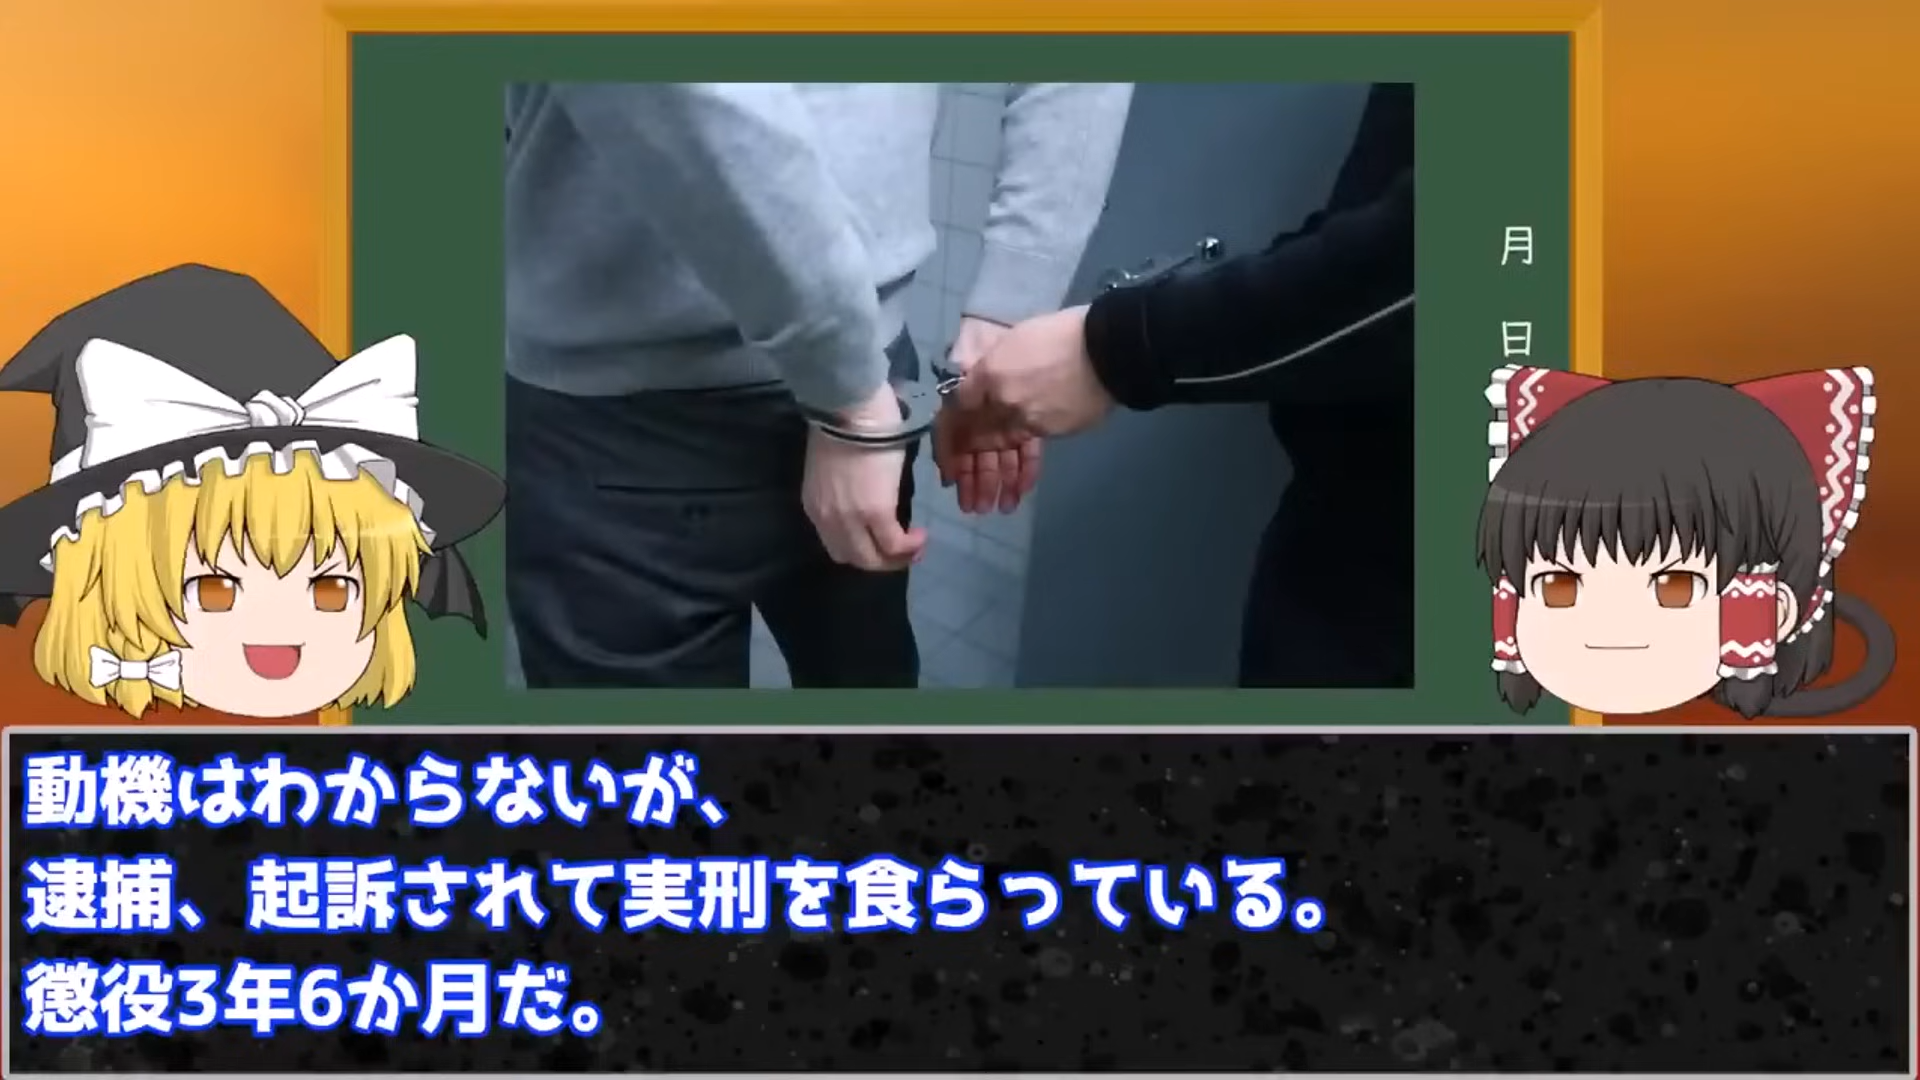 月
日
動機はわからないが、
逮捕、起訴されて実刑を食らっている。
懲役3年6か月だ。